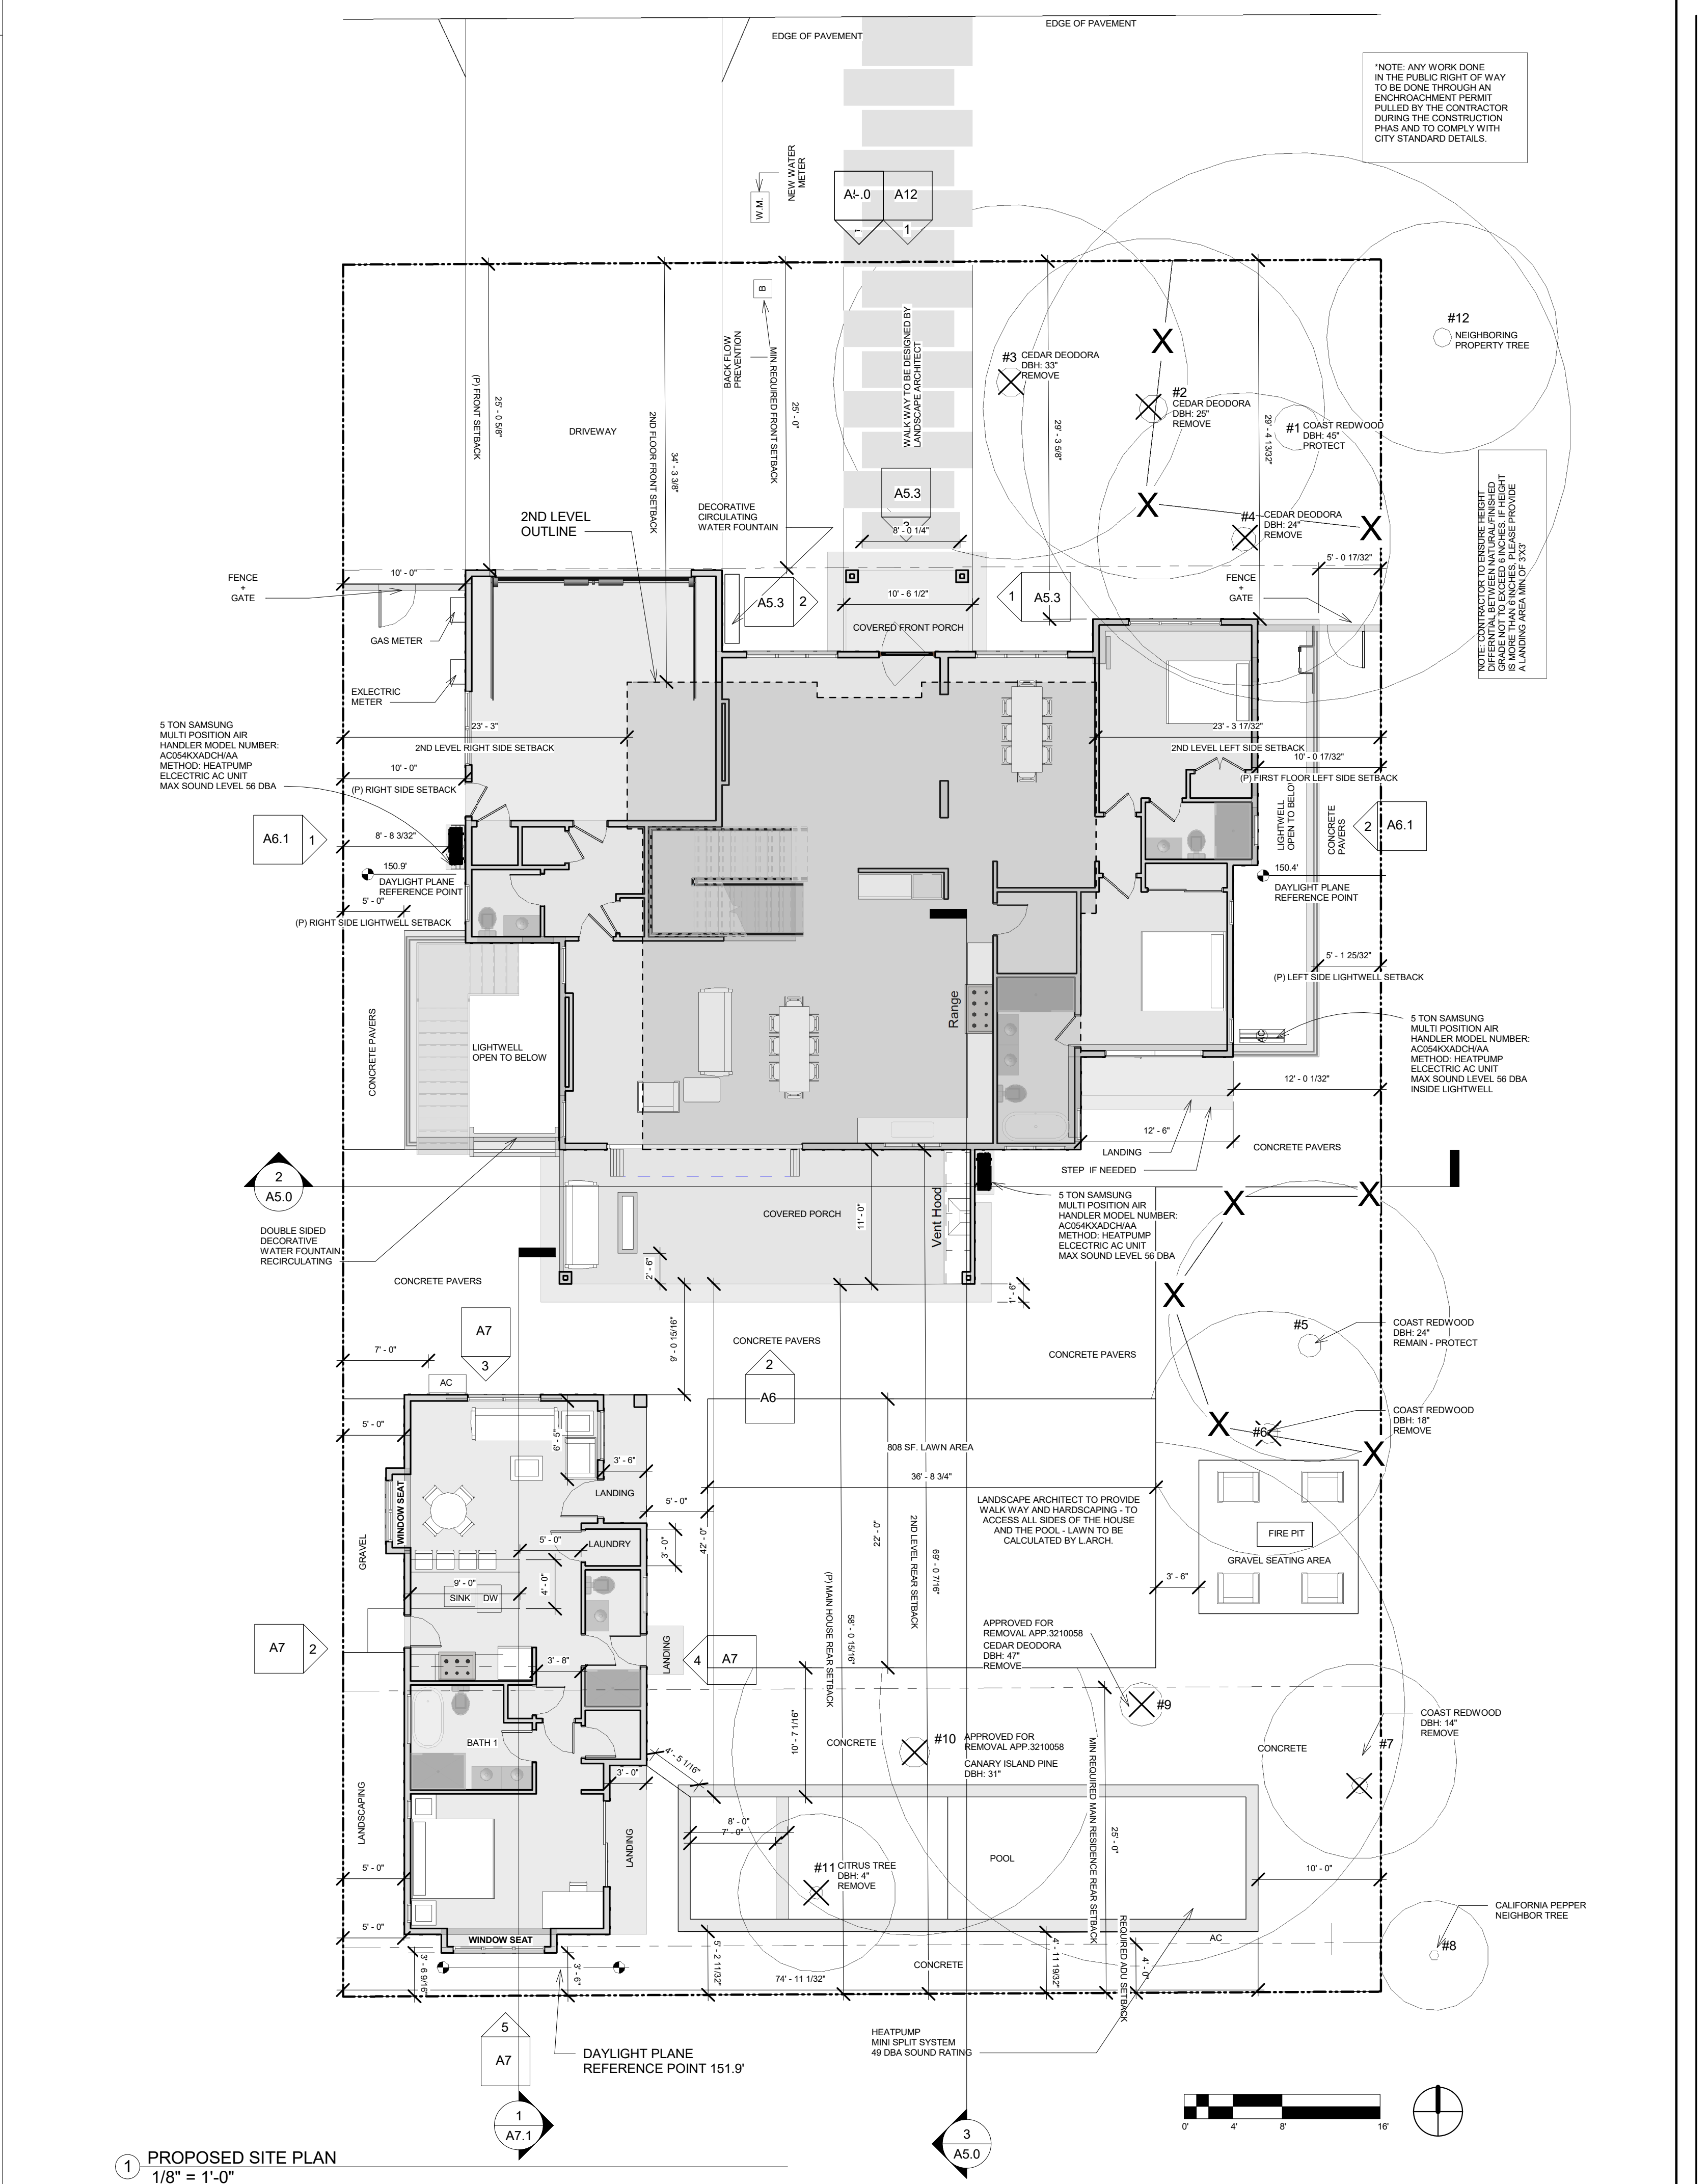 EDGE OF PAVEMENT
EDGE OF PAVEMENT
*NOTE: ANY WORK DONE
IN THE PUBLIC RIGHT OF WAY
TO BE DONE THROUGH AN
ENCHROACHMENT PERMIT
PULLED BY THE CONTRACTOR
DURING THE CONSTRUCTION
PHAS AND TO COMPLY WITH
CITY STANDARD DETAILS.
NEW WATER
METER
W.M.
A12
1
B
BACK FLOW
PREVENTION
MIN REQUIRED FRONT SETBACK
25' - 0"
(P) FRONT SETBACK
25' - 0 5/8"
2ND FLOOR FRONT SETBACK
34' - 3 3/8"
DRIVEWAY
WALK WAY TO BE DESIGNED BY
LANDSCAPE ARCHITECT
#3
CEDAR DEODORA
DBH: 33"
REMOVE
X
#2
CEDAR DEODORA
DBH: 25"
REMOVE
#1
COAST REDWOOD
DBH: 45"
PROTECT
#12
NEIGHBORING
PROPERTY TREE
29' - 3 5/8"
29' - 4 13/32"
X
#4
CEDAR DEODORA
DBH: 24"
REMOVE
X
NOTE: CONTRACTOR TO ENSURE HEIGHT
DIFFERNTIAL BETWEEN NATURAL/FINISHED
GRADE NOT TO EXCEED 6 INCHES. IF HEIGHT
IS MORE THAN 6 INCHES, PLEASE PROVIDE
A LANDING AREA MIN OF 3'X3'
2ND LEVEL
OUTLINE
DECORATIVE
CIRCULATING
WATER FOUNTAIN
A5.3
8' - 0 1/4"
5' - 0 17/32"
FENCE
+
GATE
10' - 0"
FENCE
+
GATE
A5.3
2
10' - 6 1/2"
1
A5.3
COVERED FRONT PORCH
GAS METER
EXLECTRIC
METER
5 TON SAMSUNG
MULTI POSITION AIR
HANDLER MODEL NUMBER:
AC054KXADCH/AA
METHOD: HEATPUMP
ELCECTRIC AC UNIT
MAX SOUND LEVEL 56 DBA
23' - 3"
2ND LEVEL RIGHT SIDE SETBACK
23' - 3 17/32"
2ND LEVEL LEFT SIDE SETBACK
10' - 0 17/32"
(P) FIRST FLOOR LEFT SIDE SETBACK
10' - 0"
(P) RIGHT SIDE SETBACK
A6.1
1
8' - 8 3/32"
LIGHTWELL
OPEN TO BELOW
CONCRETE
PAVERS
2
A6.1
150.9'
DAYLIGHT PLANE
REFERENCE POINT
150.4'
DAYLIGHT PLANE
REFERENCE POINT
5' - 0"
(P) RIGHT SIDE LIGHTWELL SETBACK
5' - 1 25/32"
(P) LEFT SIDE LIGHTWELL SETBACK
Range
AC
5 TON SAMSUNG
MULTI POSITION AIR
HANDLER MODEL NUMBER:
AC054KXADCH/AA
METHOD: HEATPUMP
ELCECTRIC AC UNIT
MAX SOUND LEVEL 56 DBA
INSIDE LIGHTWELL
CONCRETE PAVERS
LIGHTWELL
OPEN TO BELOW
12' - 0 1/32"
12' - 6"
LANDING
CONCRETE PAVERS
STEP IF NEEDED
2
A5.0
DOUBLE SIDED
DECORATIVE
WATER FOUNTAIN
RECIRCULATING
COVERED PORCH
11' - 0"
Vent Hood
5 TON SAMSUNG
MULTI POSITION AIR
HANDLER MODEL NUMBER:
AC054KXADCH/AA
METHOD: HEATPUMP
ELCECTRIC AC UNIT
MAX SOUND LEVEL 56 DBA
X
X
X
2' - 6"
1' - 6"
CONCRETE PAVERS
A7
3
9' - 0 15/16"
CONCRETE PAVERS
CONCRETE PAVERS
#5
COAST REDWOOD
DBH: 24"
REMAIN - PROTECT
7' - 0"
AC
2
A6
5' - 0"
6' - 5"
3' - 6"
808 SF. LAWN AREA
36' - 8 3/4"
X
#6
COAST REDWOOD
DBH: 18"
REMOVE
X
WINDOW SEAT
LANDING
5' - 0"
LANDSCAPE ARCHITECT TO PROVIDE
WALK WAY AND HARDSCAPING - TO
ACCESS ALL SIDES OF THE HOUSE
AND THE POOL - LAWN TO BE
CALCULATED BY L.ARCH.
FIRE PIT
GRAVEL SEATING AREA
3' - 6"
GRAVEL
5' - 0"
LAUNDRY
3' - 0"
42' - 0"
22' - 0"
2ND LEVEL REAR SETBACK
69' - 0 7/16"
9' - 0"
4' - 0"
SINK
DW
(P) MAIN HOUSE REAR SETBACK
58' - 0 15/16"
A7
2
LANDING
4
A7
3' - 8"
APPROVED FOR
REMOVAL APP.3210058
CEDAR DEODORA
DBH: 47"
REMOVE
#9
BATH 1
10' - 7 1/16"
CONCRETE
#10
APPROVED FOR
REMOVAL APP.3210058
CANARY ISLAND PINE
DBH: 31"
MIN REQUIRED MAIN RESIDENCE REAR SETBACK
25' - 0"
CONCRETE
COAST REDWOOD
DBH: 14"
REMOVE
#7
4' - 5 1/16"
3' - 0"
LANDSCAPING
LANDING
8' - 0"
7' - 0"
#11
CITRUS TREE
DBH: 4"
REMOVE
POOL
5' - 0"
10' - 0"
5' - 0"
WINDOW SEAT
REQUIRED ADU SETBACK
AC
CALIFORNIA PEPPER
NEIGHBOR TREE
#8
3' - 6 9/16"
3' - 6"
5' - 2 11/32"
74' - 11 1/32"
CONCRETE
4' - 11 19/32"
4' - 0"
5
A7
DAYLIGHT PLANE
REFERENCE POINT 151.9'
HEATPUMP
MINI SPLIT SYSTEM
49 DBA SOUND RATING
1
A7.1
3
A5.0
0'
4'
8'
16'
1
PROPOSED SITE PLAN
1/8" = 1'-0"